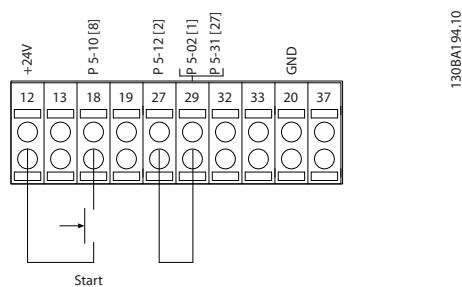 +24V
P 5-10 [8]
P 5-12 [2]
P 5-02 [1]
P 5-31 [27]
GND
130BA194.10
12 13 18 19 27 29 32 33 20 37
Start